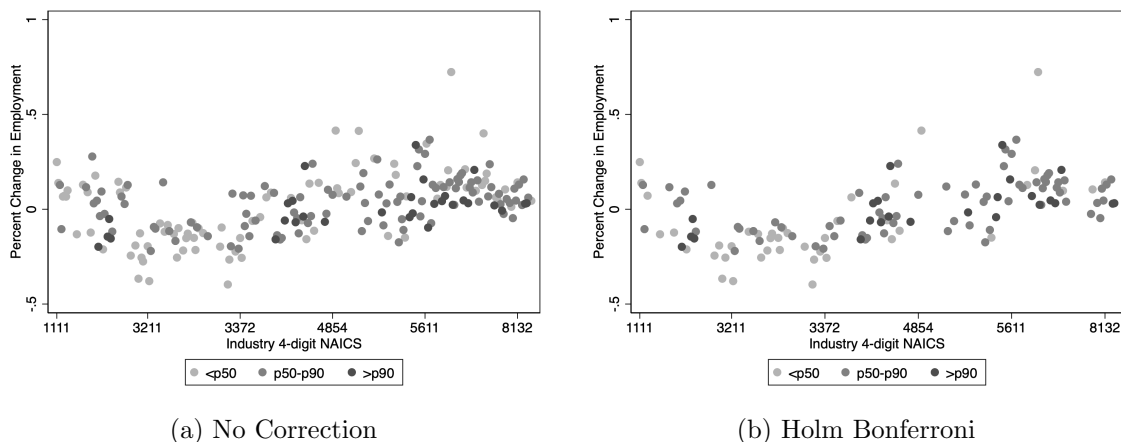 Percent Change in Employment
1
.5
0
-.5
1111 3211 3372 4854 5611 8132
Industry 4-digit NAICS
<p50 p50-p90 >p90
(a) No Correction
Percent Change in Employment
1
.5
0
-.5
1111 3211 3372 4854 5611 8132
Industry 4-digit NAICS
<p50 p50-p90 >p90
(b) Holm Bonferroni